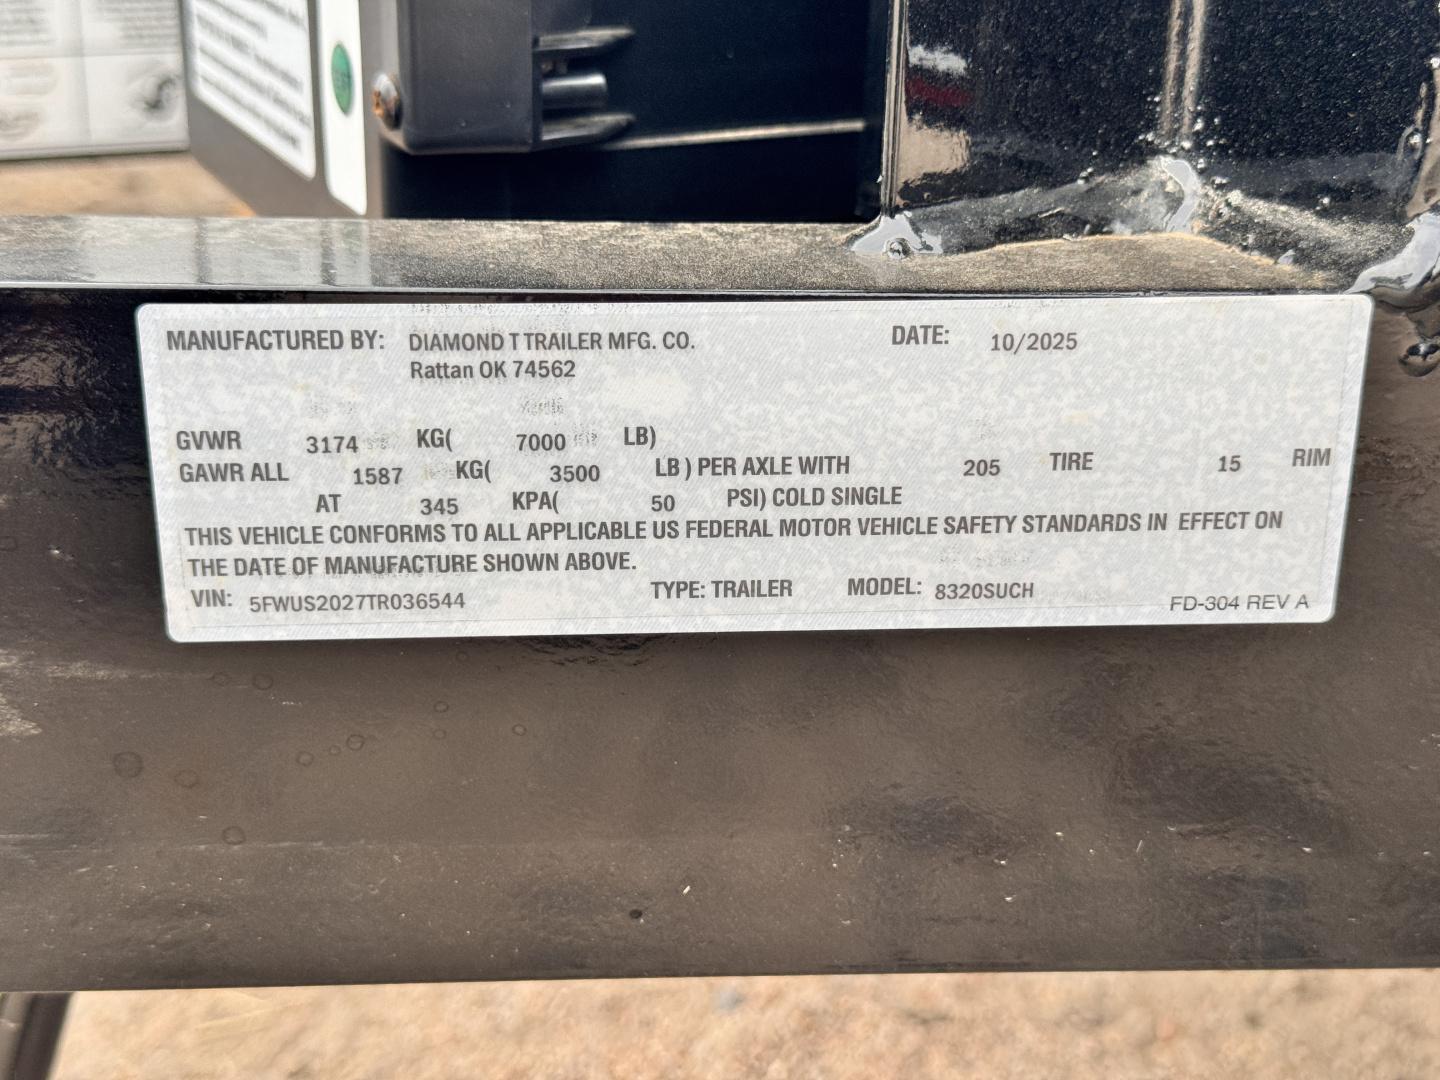 MANUFACTURED BY: DIAMOND T TRAILER MFG. CO. DATE: 10/2025
Rattan OK 74562
GVWR 3174 KG( 7000 LB)
GAWR ALL 1587 KG( 3500 LB ) PER AXLE WITH 205 TIRE 15 RIM
AT 345 KPA( 50 PSI) COLD SINGLE
THIS VEHICLE CONFORMS TO ALL APPLICABLE US FEDERAL MOTOR VEHICLE SAFETY STANDARDS IN EFFECT ON
THE DATE OF MANUFACTURE SHOWN ABOVE.
VIN: 5FWUS2027TR036544 TYPE: TRAILER MODEL: 8320SUCH
FD-304 REV A